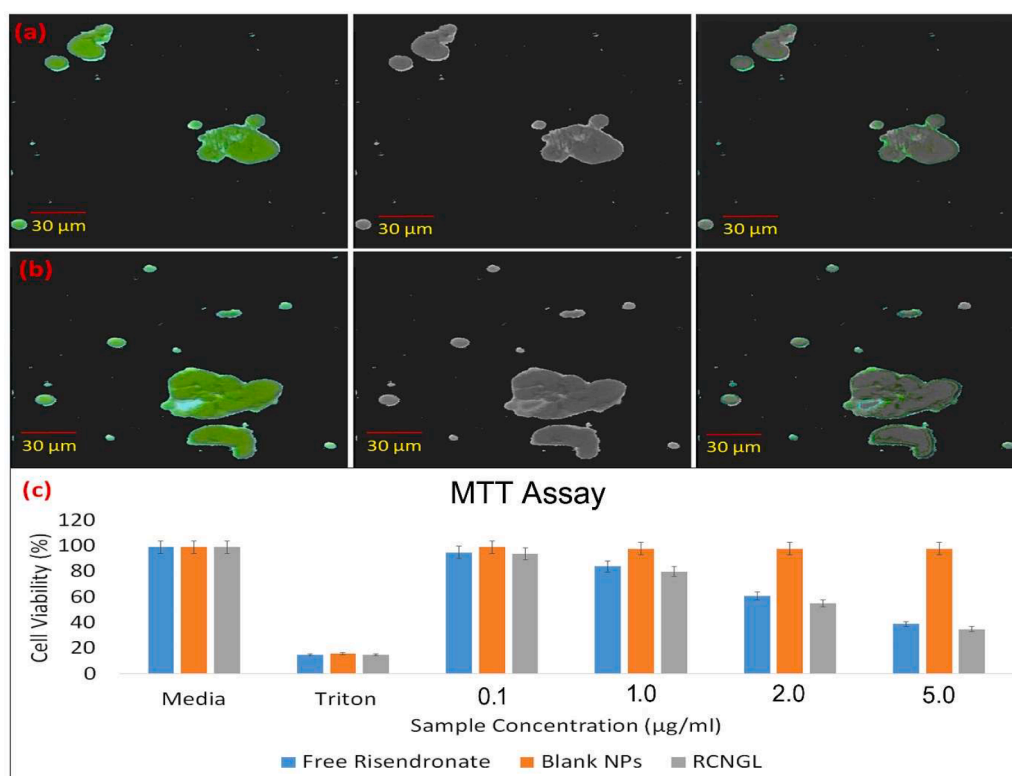 (a)
30 µm
30 µm
30 µm
(b)
30 µm
30 µm
30 µm
(c)
MTT Assay
Cell Viability (%)
120
100
80
60
40
20
0
Media Triton 0.1 1.0 2.0 5.0
Sample Concentration (µg/ml)
Free Risendronate Blank NPs RCNGL